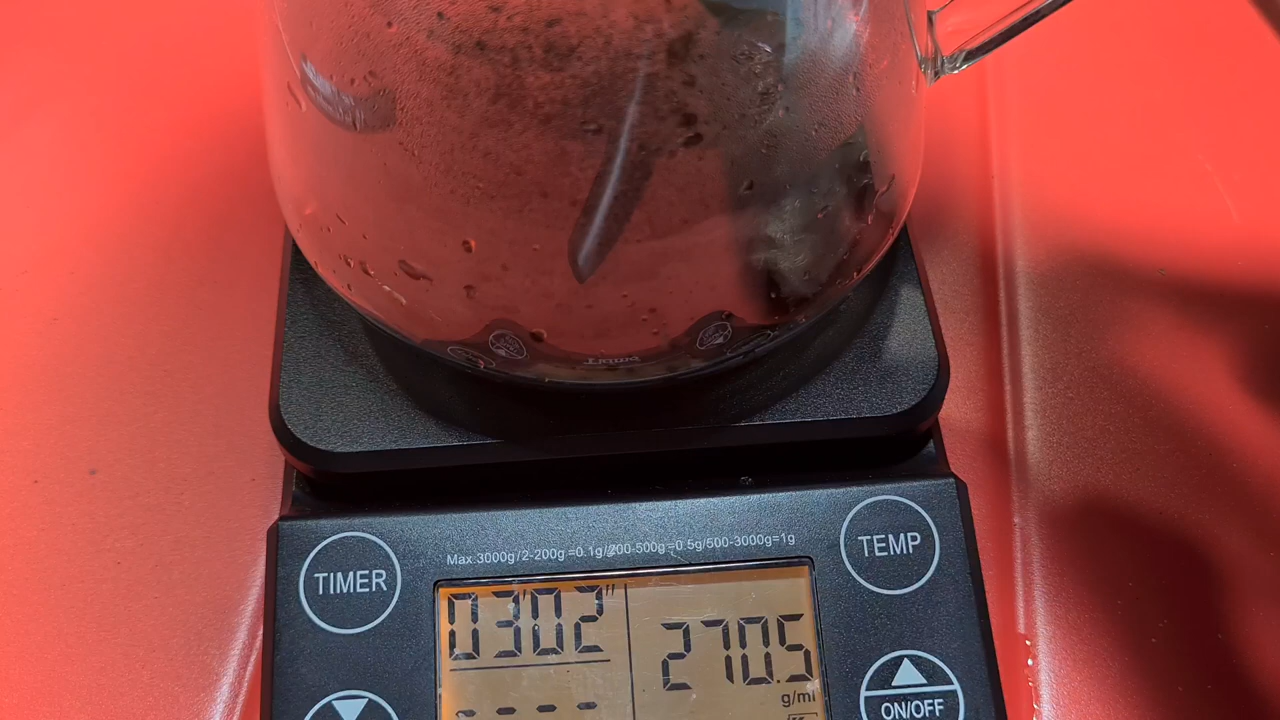 Max.3000g/2-200g=0.1g/200-500g=0.5g/500-3000g=1g
TIMER
TEMP
03'02"
270.5
g/ml
----
ON/OFF